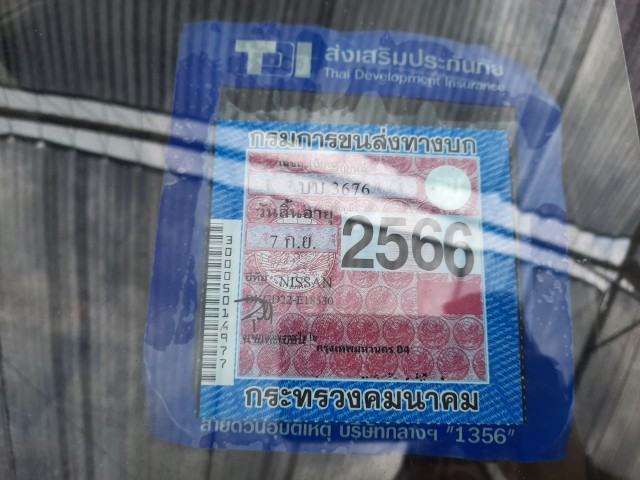 TDI ส่งเสริมประกันภัย
Thai Development Insurance
กรมการขนส่งทางบก
บบ 3676
วันสิ้นอายุ
7 ก.ย. 2566
NISSAN
กรุงเทพมหานคร 04
30005014977
กระทรวงคมนาคม
สายด่วนอุบัติเหตุ บริษัทกลางฯ "1356"